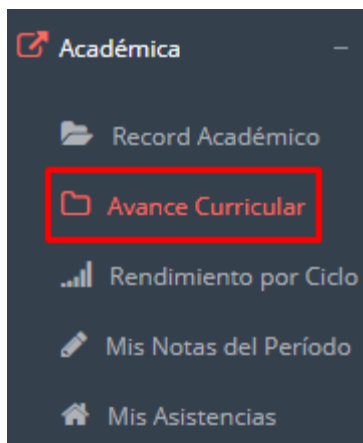 Académica
Record Académico
Avance Curricular
Rendimiento por Ciclo
Mis Notas del Período
Mis Asistencias